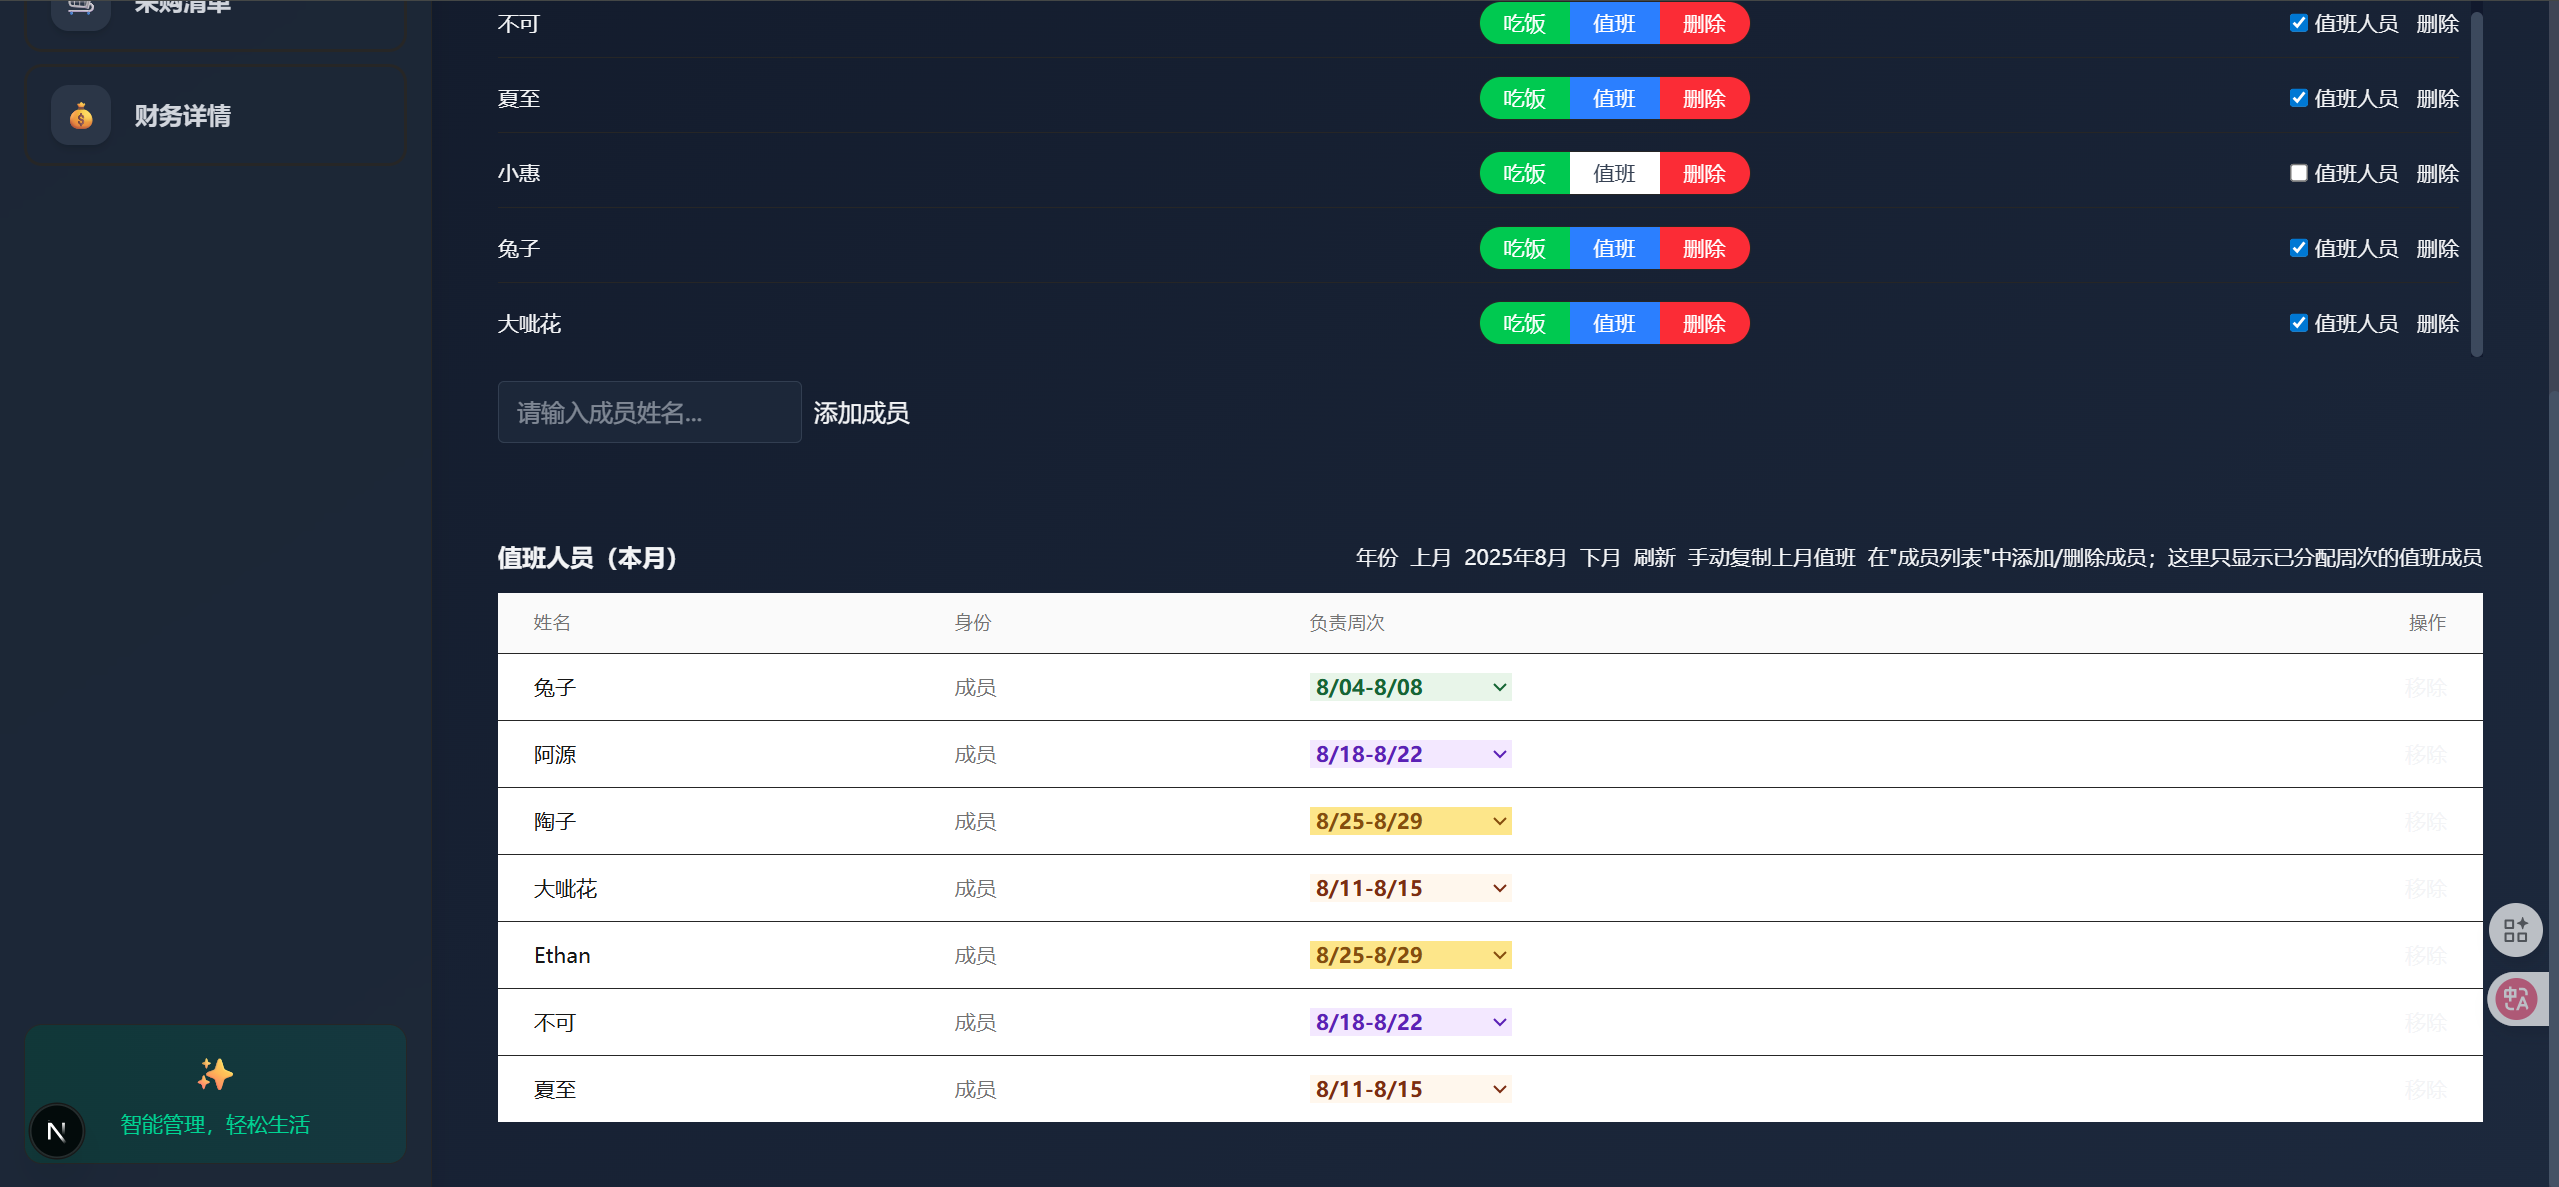 采购清单
财务详情
智能管理，轻松生活
N
不可 吃饭 值班 删除 值班人员 删除
夏至 吃饭 值班 删除 值班人员 删除
小惠 吃饭 值班 删除 值班人员 删除
兔子 吃饭 值班 删除 值班人员 删除
大呲花 吃饭 值班 删除 值班人员 删除
请输入成员姓名... 添加成员
值班人员（本月） 年份 上月 2025年8月 下月 刷新 手动复制上月值班 在"成员列表"中添加/删除成员；这里只显示已分配周次的值班成员
姓名 身份 负责周次 操作
兔子 成员 8/04-8/08 移除
阿源 成员 8/18-8/22 移除
陶子 成员 8/25-8/29 移除
大呲花 成员 8/11-8/15 移除
Ethan 成员 8/25-8/29 移除
不可 成员 8/18-8/22 移除
夏至 成员 8/11-8/15 移除
中A